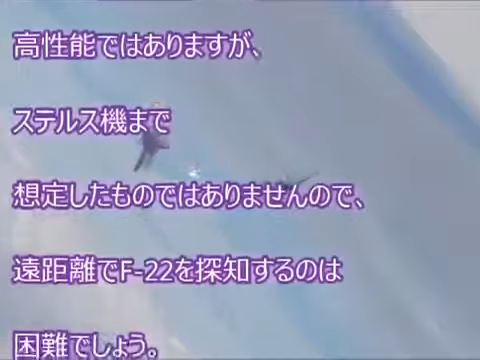 高性能ではありますが、
ステルス機まで
想定したものではありませんので、
遠距離でF-22を探知するのは
困難でしょう。